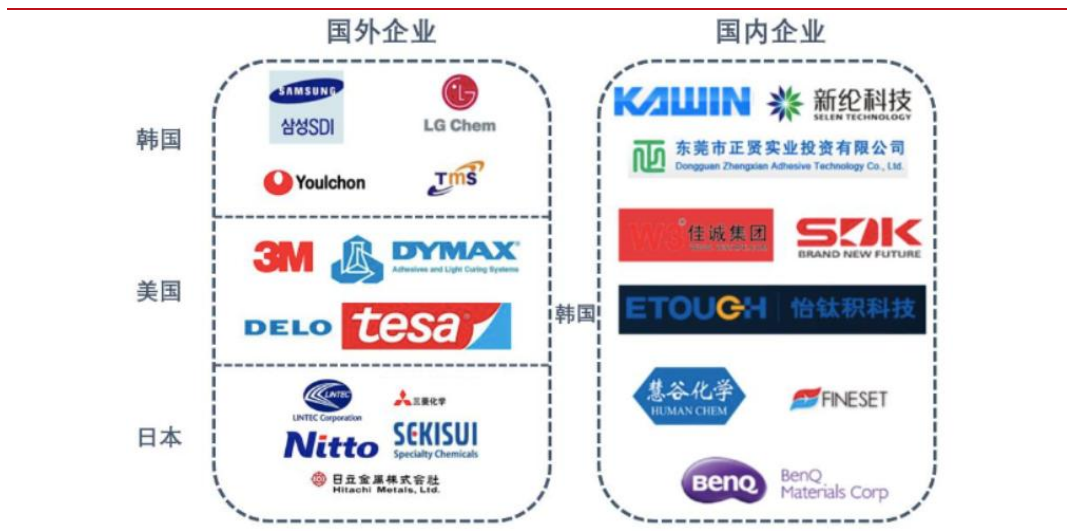 国外企业
国内企业
韩国
SAMSUNG
삼성SDI
LG
LG Chem
Youlchon
TMS
美国
3M
DYMAX
Adhesives and Light Curing Systems
DELO
tesa
日本
LINTEC
LINTEC Corporation
三菱化学
Nitto
SEKISUI
Specialty Chemicals
日立金属株式会社
Hitachi Metals, Ltd.
韩国
KAWIN
新纶科技
SELEN TECHNOLOGY
东莞市正贤实业投资有限公司
Dongguan Zhengxian Adhesive Technology Co., Ltd.
WS 佳诚集团
SDK
BRAND NEW FUTURE
ETOUCH 怡钛积科技
慧谷化学
HUMAN CHEM
FINESET
BenQ
BenQ
Materials Corp